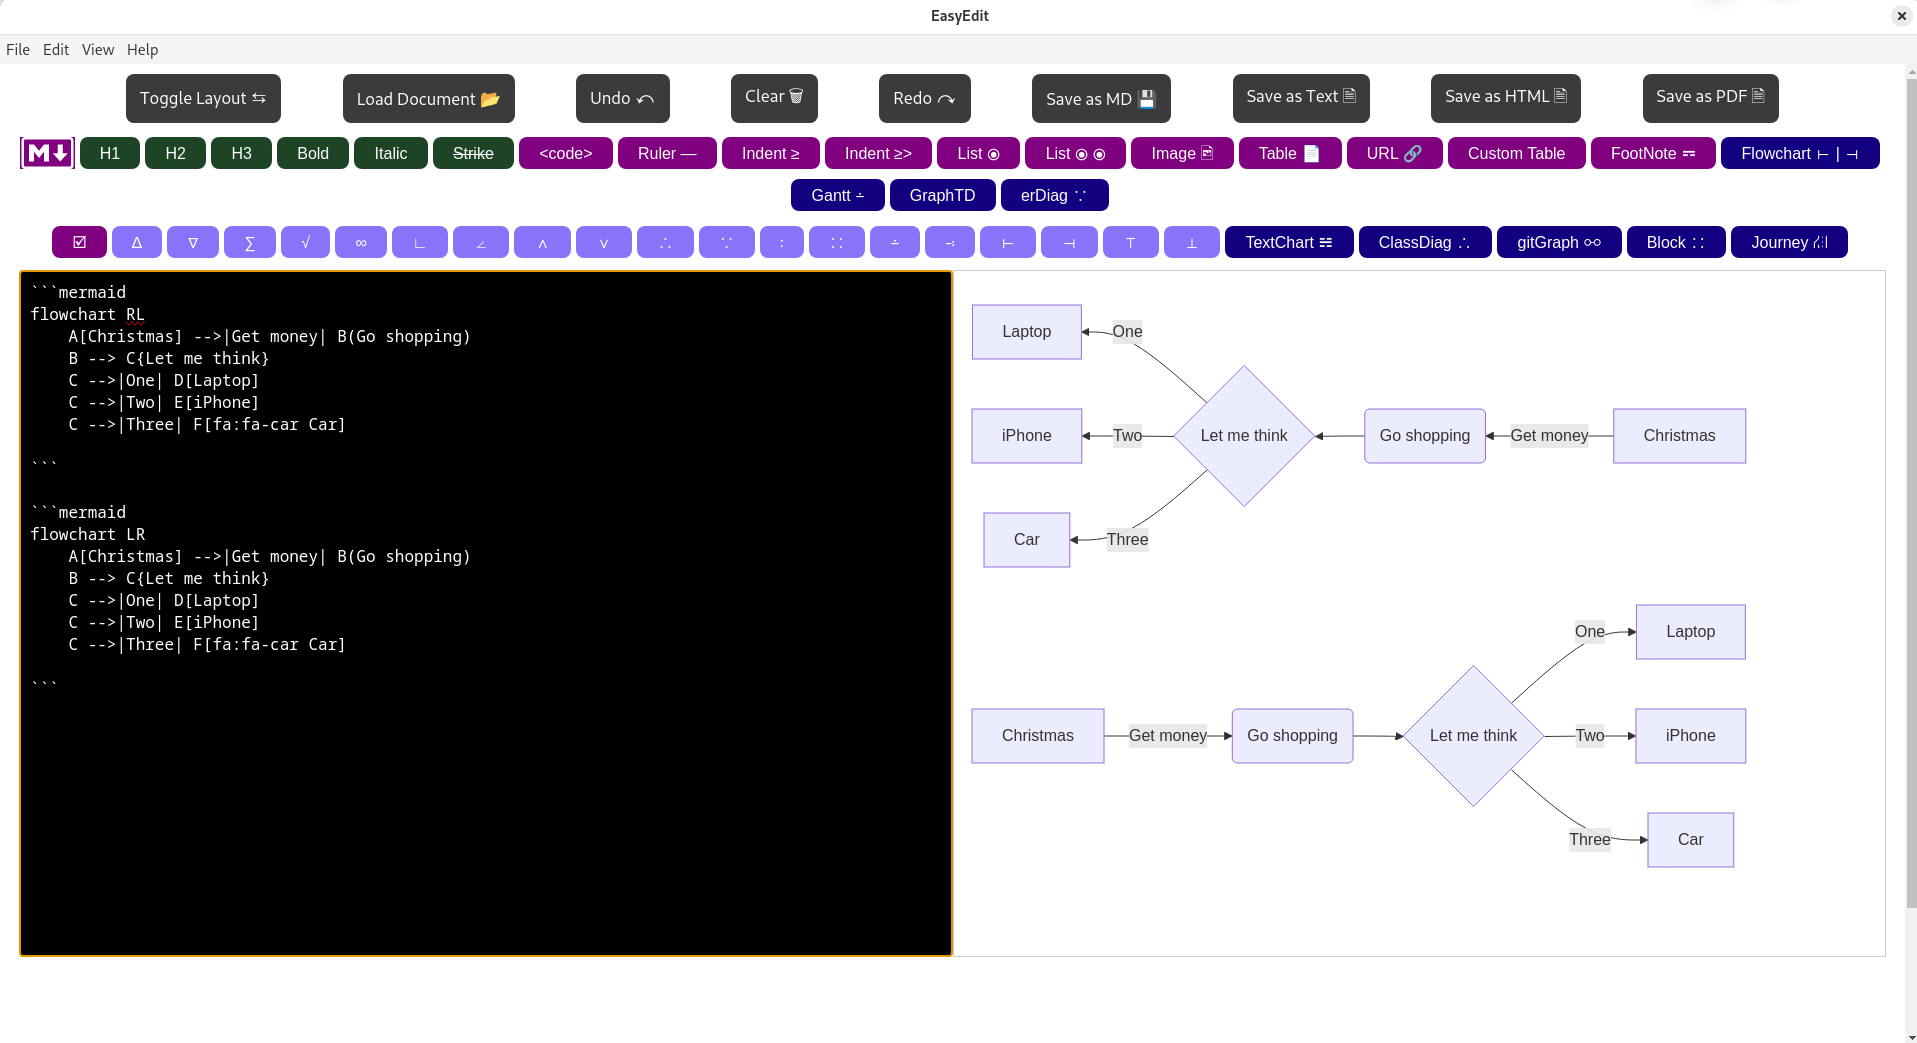 EasyEdit
File Edit View Help
Toggle Layout ⇆ Load Document 📂 Undo ↶ Clear 🗑 Redo ↷ Save as MD 💾 Save as Text 🖹 Save as HTML 🖹 Save as PDF 🖹
M↓ H1 H2 H3 Bold Italic Strike <code> Ruler — Indent ≥ Indent ≥> List ⦿ List ⦿ ⦿ Image 🖻 Table 📄 URL 🔗 Custom Table FootNote ⩶ Flowchart ⊢ | ⊣
Gantt ∸ GraphTD erDiag ∵
☑ ∆ ∇ ∑ √ ∞ ∟ ∠ ∧ ∨ ∴ ∵ ∶ ∷ ∸ ∹ ⊢ ⊣ ⊤ ⊥ TextChart ☵ ClassDiag ∴ gitGraph ⚯ Block ∷ Journey ⛙
```mermaid
flowchart RL
    A[Christmas] -->|Get money| B(Go shopping)
    B --> C{Let me think}
    C -->|One| D[Laptop]
    C -->|Two| E[iPhone]
    C -->|Three| F[fa:fa-car Car]
```
```mermaid
flowchart LR
    A[Christmas] -->|Get money| B(Go shopping)
    B --> C{Let me think}
    C -->|One| D[Laptop]
    C -->|Two| E[iPhone]
    C -->|Three| F[fa:fa-car Car]
```
Laptop One
iPhone Two Let me think Go shopping Get money Christmas
Car Three
One Laptop
Christmas Get money Go shopping Let me think Two iPhone
Three Car